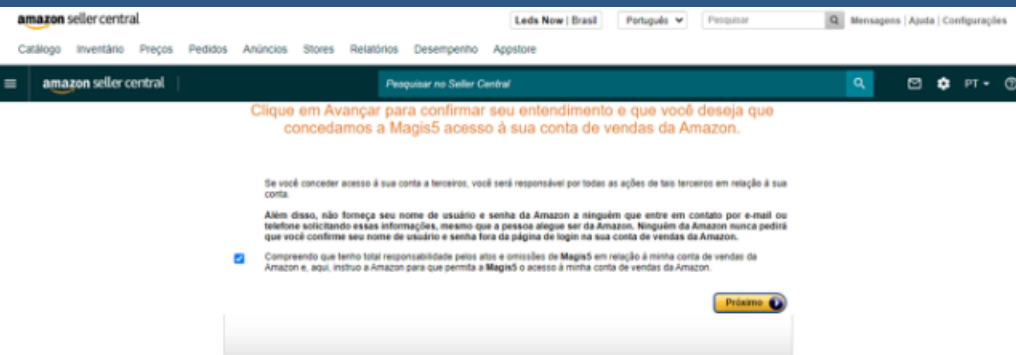 amazon seller central
Leds Now | Brasil
Português
Pesquisar
Mensagens | Ajuda | Configurações
Catálogo Inventário Preços Pedidos Anúncios Stores Relatórios Desempenho Appstore
amazon seller central
Pesquisar no Seller Central
PT
Clique em Avançar para confirmar seu entendimento e que você deseja que
concedamos a Magis5 acesso à sua conta de vendas da Amazon.
Se você conceder acesso à sua conta a terceiros, você será responsável por todas as ações de tais terceiros em relação à sua
conta.
Além disso, não forneça seu nome de usuário e senha da Amazon a ninguém que entre em contato por e-mail ou
telefone solicitando essas informações, mesmo que a pessoa alegue ser da Amazon. Ninguém da Amazon nunca pedirá
que você confirme seu nome de usuário e senha fora da página de login na sua conta de vendas da Amazon.
Compreendo que tenho total responsabilidade pelos atos e omissões de Magis5 em relação à minha conta de vendas da
Amazon e, aqui, instruo a Amazon para que permita a Magis5 o acesso à minha conta de vendas da Amazon.
Próximo